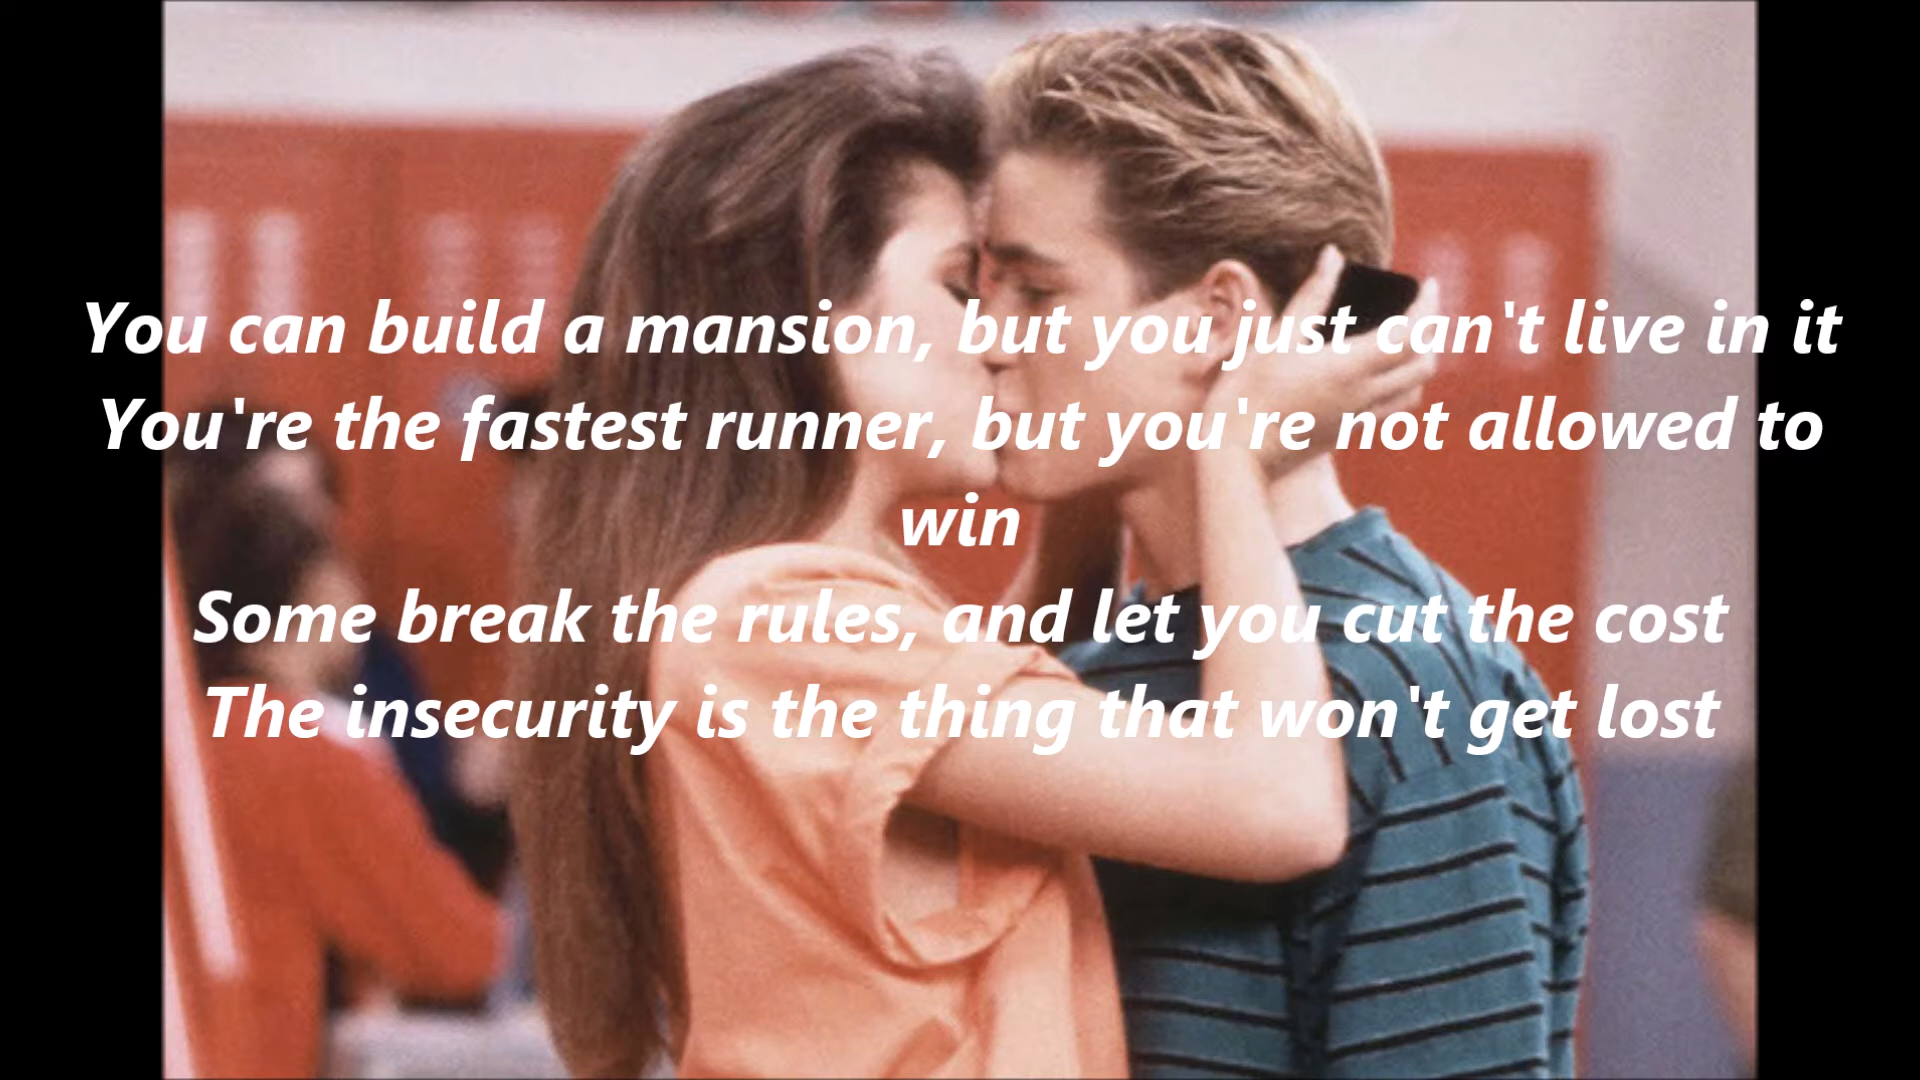 You can build a mansion, but you just can't live in it
You're the fastest runner, but you're not allowed to
win
Some break the rules, and let you cut the cost
The insecurity is the thing that won't get lost